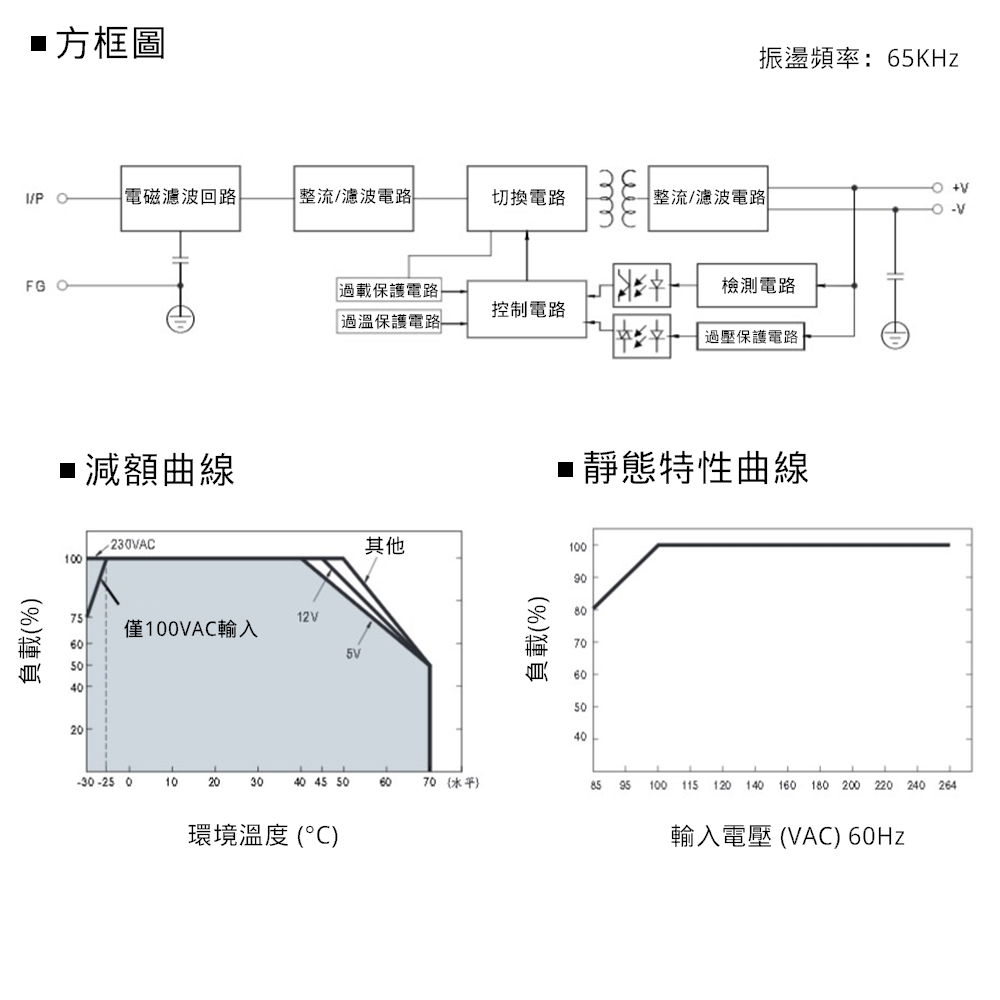 ■ 方框圖
振盪頻率：65KHz
I/P
電磁濾波回路
整流/濾波電路
切換電路
整流/濾波電路
+V
-V
FG
過載保護電路
過溫保護電路
控制電路
檢測電路
過壓保護電路
■ 減額曲線
230VAC
其他
僅100VAC輸入
12V
5V
負載(%)
100
75
60
50
40
20
-30 -25 0 10 20 30 40 45 50 60 70 (水平)
環境溫度 (°C)
■ 靜態特性曲線
負載(%)
100
90
80
70
60
50
40
85 95 100 115 120 140 160 180 200 220 240 264
輸入電壓 (VAC) 60Hz